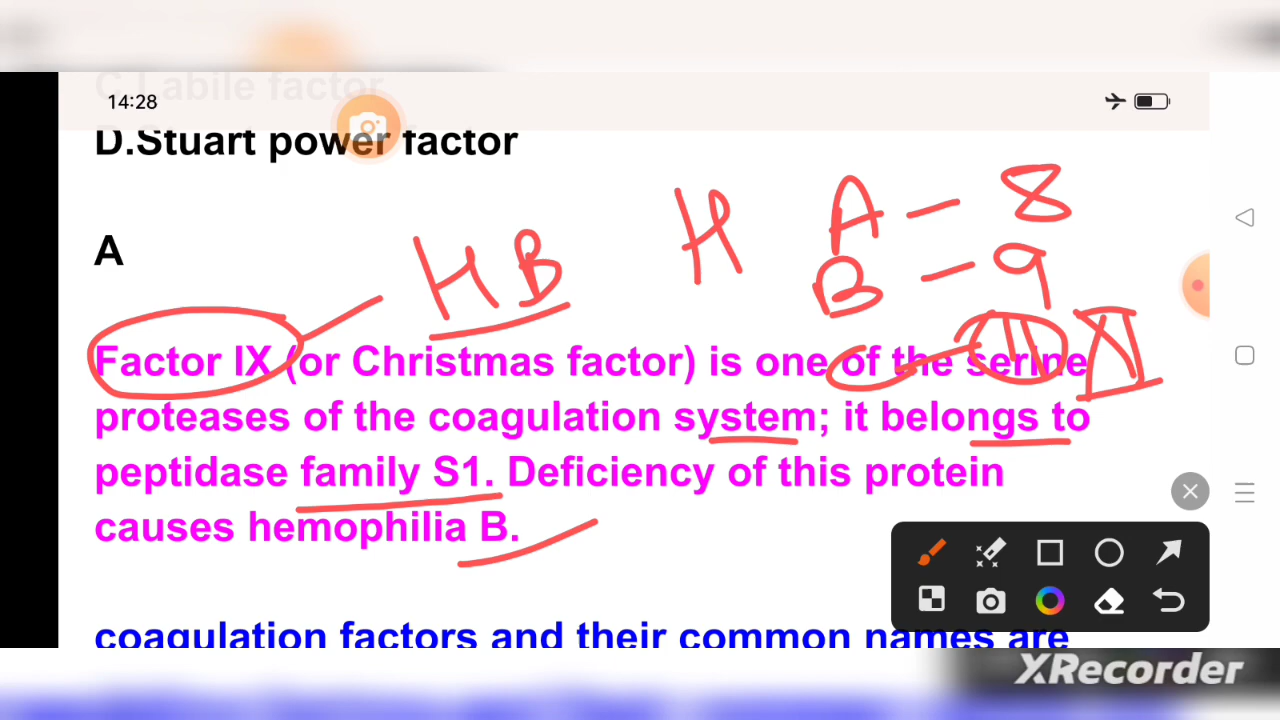 C.Labile factor
14:28
D.Stuart power factor
H A - 8
A
HB
B - 9
C - 11 XI
Factor IX (or Christmas factor) is one of the serine
proteases of the coagulation system; it belongs to
peptidase family S1. Deficiency of this protein
causes hemophilia B.
coagulation factors and their common names are
XRecorder